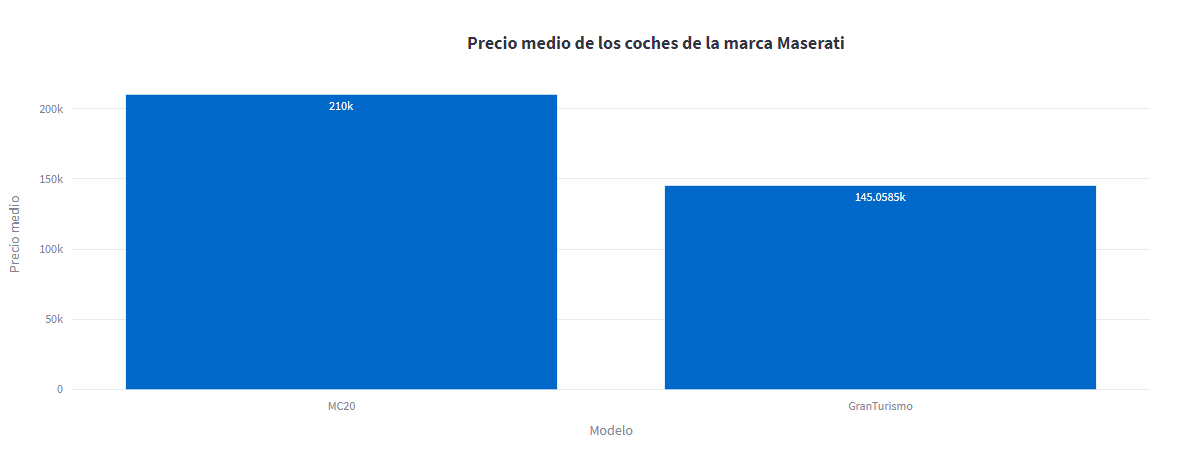 Precio medio de los coches de la marca Maserati
200k
150k
100k
50k
0
Precio medio
210k
145.0585k
MC20
GranTurismo
Modelo